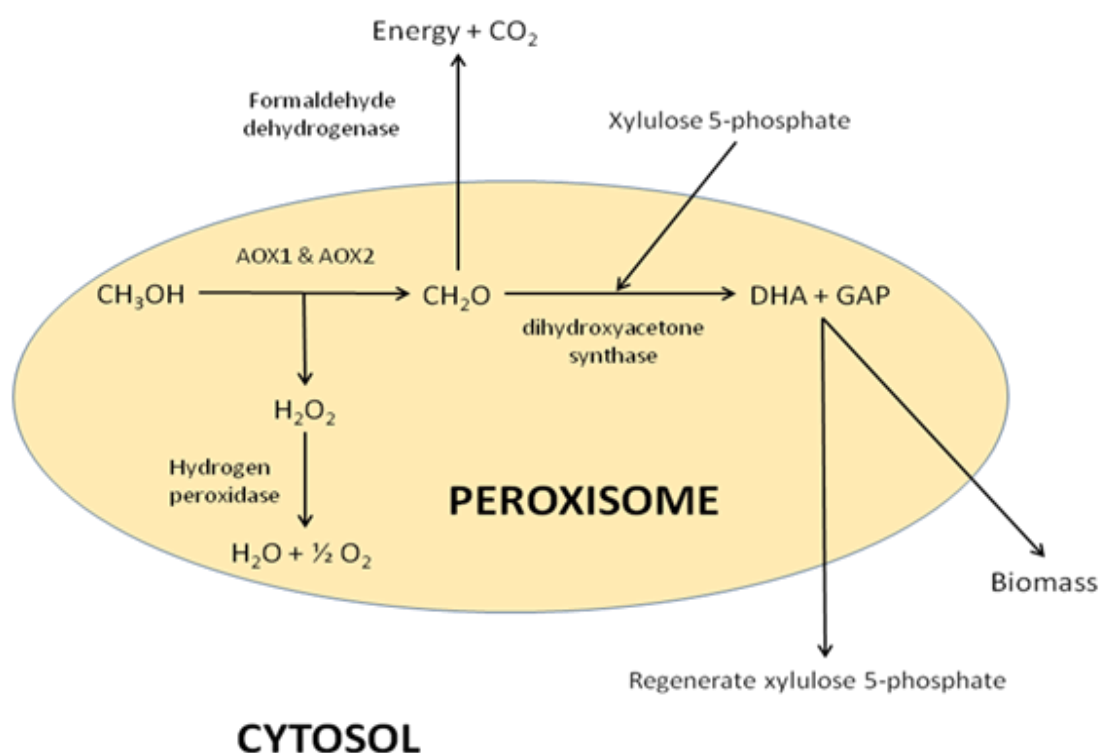 Energy + CO₂
Formaldehyde
dehydrogenase
Xylulose 5-phosphate
AOX1 & AOX2
CH₃OH
CH₂O
DHA + GAP
dihydroxyacetone
synthase
H₂O₂
Hydrogen
peroxidase
PEROXISOME
H₂O + ½ O₂
Biomass
Regenerate xylulose 5-phosphate
CYTOSOL